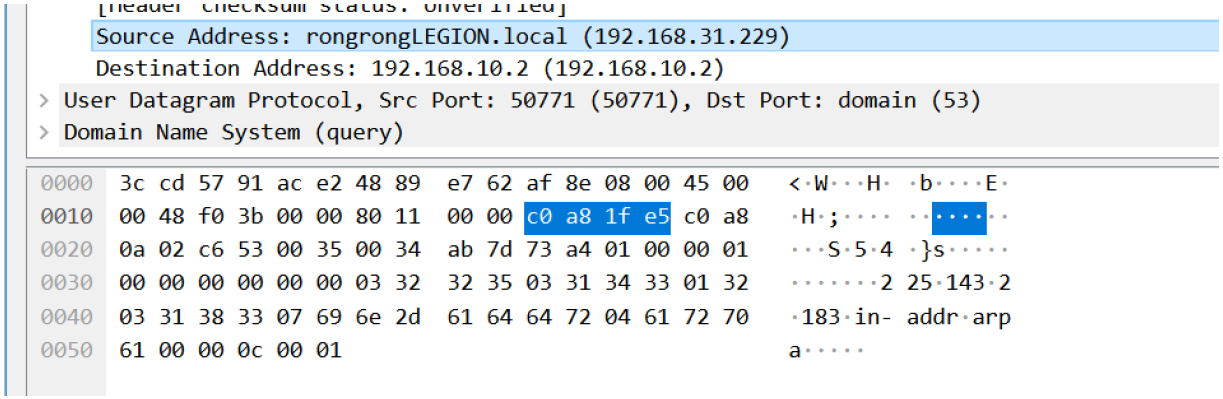 [Header checksum status: Unverified]
Source Address: rongrongLEGION.local (192.168.31.229)
Destination Address: 192.168.10.2 (192.168.10.2)
> User Datagram Protocol, Src Port: 50771 (50771), Dst Port: domain (53)
> Domain Name System (query)
0000 3c cd 57 91 ac e2 48 89 e7 62 af 8e 08 00 45 00 <·W···H· ·b····E·
0010 00 48 f0 3b 00 00 80 11 00 00 c0 a8 1f e5 c0 a8 ·H·;···· ········
0020 0a 02 c6 53 00 35 00 34 ab 7d 73 a4 01 00 00 01 ···S·5·4 ·}s·····
0030 00 00 00 00 00 00 03 32 32 35 03 31 34 33 01 32 ·······2 25·143·2
0040 03 31 38 33 07 69 6e 2d 61 64 64 72 04 61 72 70 ·183·in- addr·arp
0050 61 00 00 0c 00 01 a·····